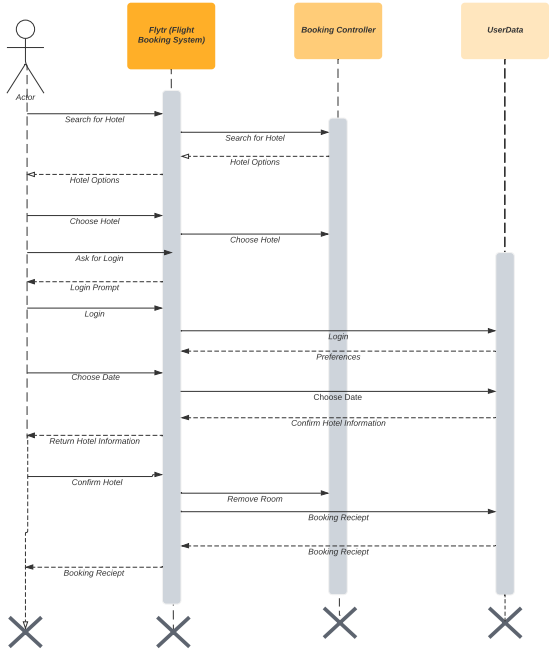 Flytr (Flight
Booking System)
Booking Controller
UserData
Actor
Search for Hotel
Search for Hotel
Hotel Options
Hotel Options
Choose Hotel
Choose Hotel
Ask for Login
Login Prompt
Login
Login
Preferences
Choose Date
Choose Date
Confirm Hotel Information
Return Hotel Information
Confirm Hotel
Remove Room
Booking Reciept
Booking Reciept
Booking Reciept